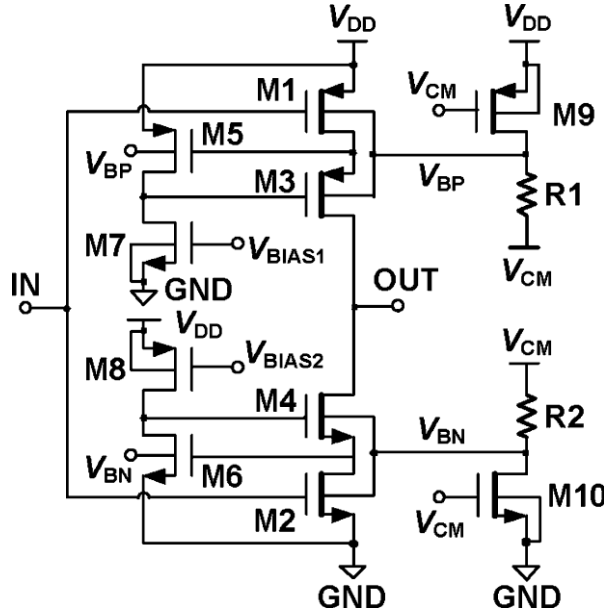 VDD
VDD
M1
VCM
M9
M5
VBP
M3
VBP
R1
M7
VBIAS1
VCM
IN
GND
OUT
VDD
VCM
M8
VBIAS2
M4
VBN
R2
VBN
M6
M2
VCM
M10
GND
GND